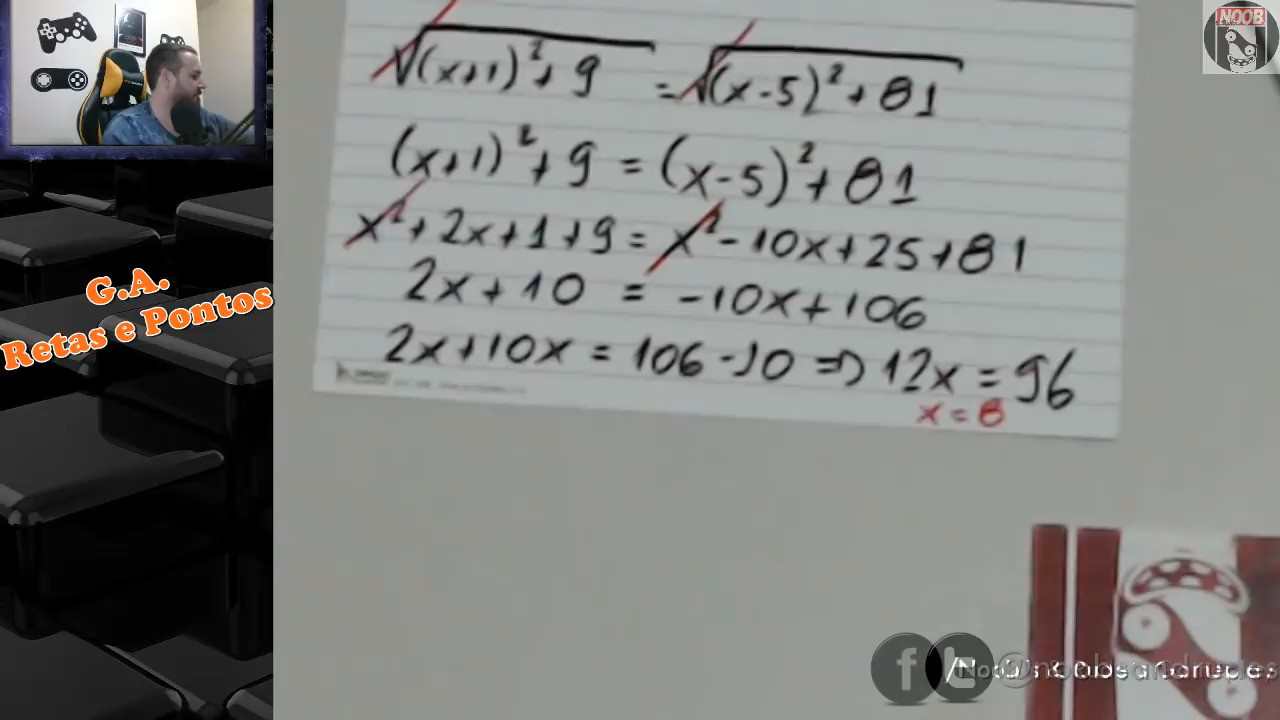 NOOB
√(x+1)²+9 = √(x-5)²+81
(x+1)²+9 = (x-5)²+81
x²+2x+1+9 = x²-10x+25+81
2x+10 = -10x+106
2x+10x = 106-10 ⇒ 12x = 96
x = 8
G.A.
Retas e Pontos